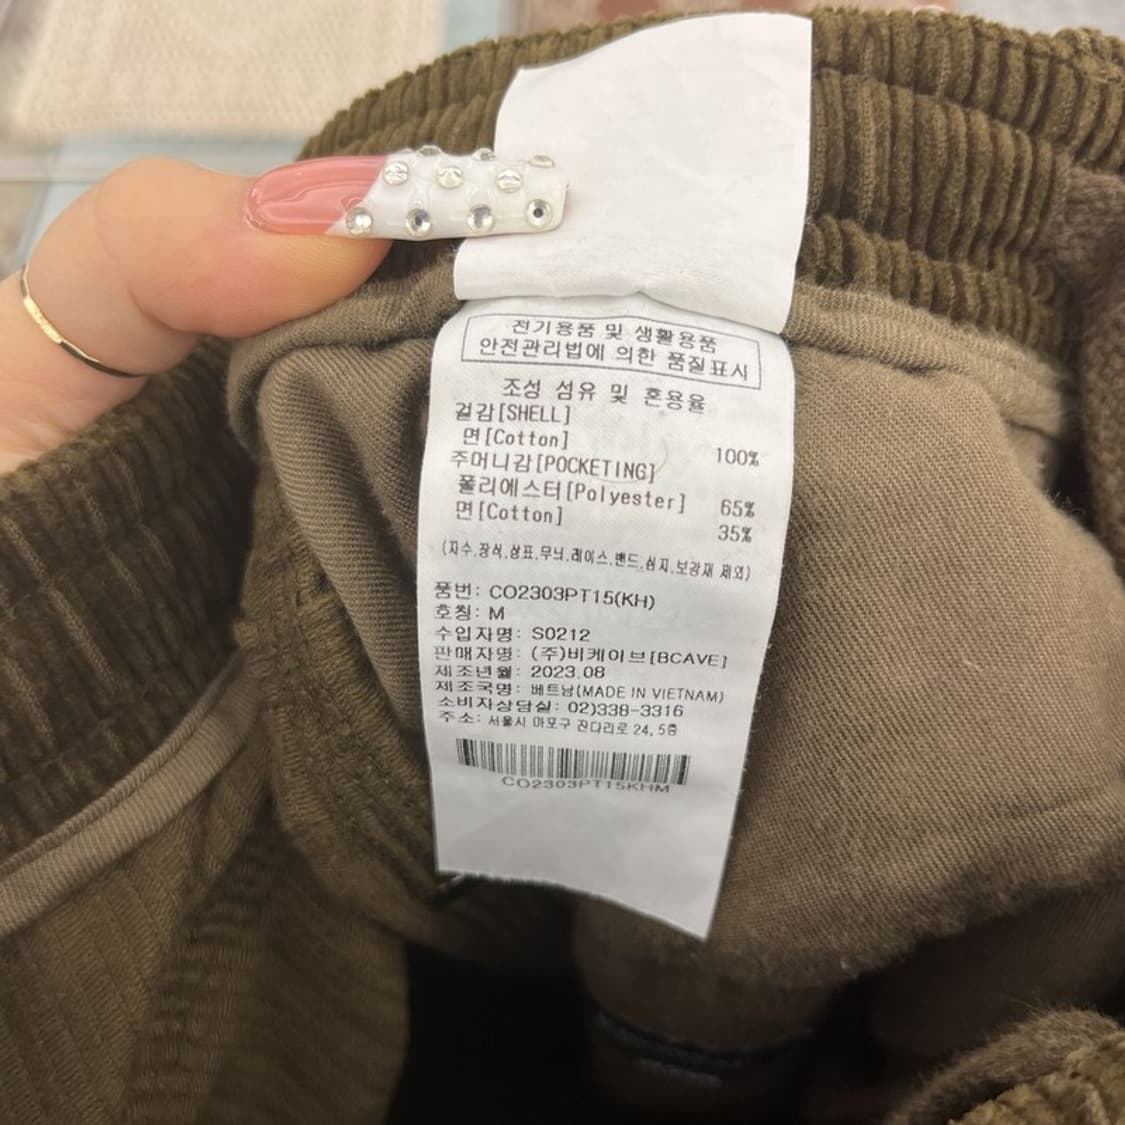 전기용품 및 생활용품
안전관리법에 의한 품질표시
조성 섬유 및 혼용율
겉감[SHELL]
면[Cotton] 100%
주머니감[POCKETING]
폴리에스터[Polyester] 65%
면[Cotton] 35%
(자수.장식.상표.무늬.레이스.밴드.심지.보강재 제외)
품번: CO2303PT15(KH)
호칭: M
수입자명: S0212
판매자명: (주)비케이브[BCAVE]
제조년월: 2023.08
제조국명: 베트남(MADE IN VIETNAM)
소비자상담실: 02)338-3316
주소: 서울시 마포구 잔다리로 24, 5층
CO2303PT15KHM